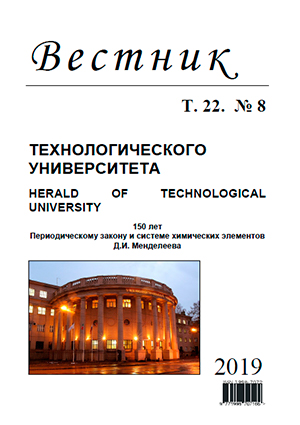 Вестник
Т. 22. № 8
ТЕХНОЛОГИЧЕСКОГО
УНИВЕРСИТЕТА
HERALD OF TECHNOLOGICAL
UNIVERSITY
150 лет
Периодическому закону и системе химических элементов
Д.И. Менделеева
2019